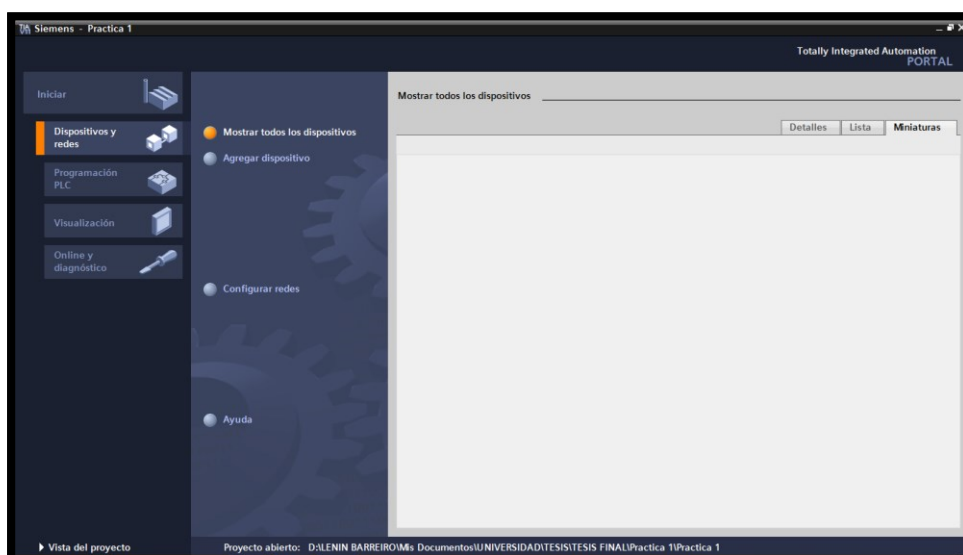 Siemens - Practica 1
Totally Integrated Automation
PORTAL
Iniciar
Dispositivos y
redes
Programación
PLC
Visualización
Online y
diagnóstico
Mostrar todos los dispositivos
Agregar dispositivo
Configurar redes
Ayuda
Mostrar todos los dispositivos
Detalles
Lista
Miniaturas
Vista del proyecto
Proyecto abierto: D:\LENIN BARREIRO\Mis Documentos\UNIVERSIDAD\TESIS\TESIS FINAL\Practica 1\Practica 1